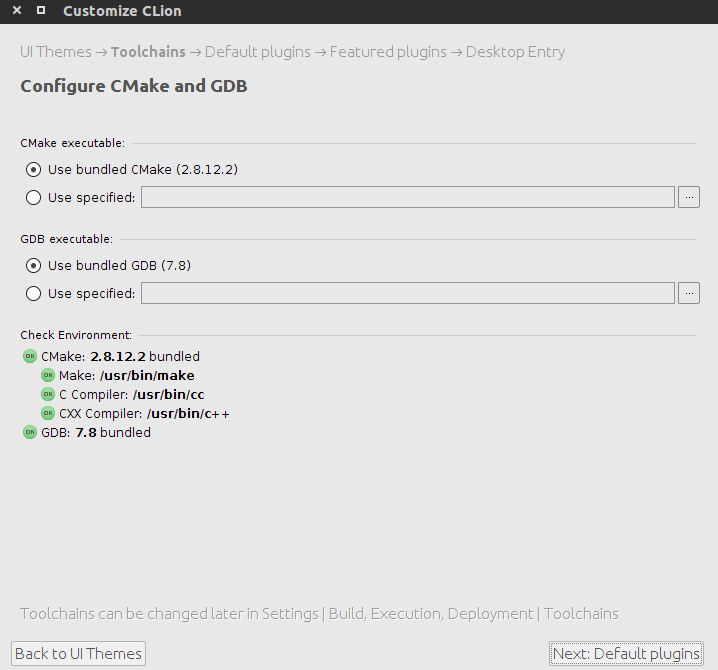 Customize CLion
UI Themes → Toolchains → Default plugins → Featured plugins → Desktop Entry
Configure CMake and GDB
CMake executable:
Use bundled CMake (2.8.12.2)
Use specified:
...
GDB executable:
Use bundled GDB (7.8)
Use specified:
...
Check Environment:
OK CMake: 2.8.12.2 bundled
OK Make: /usr/bin/make
OK C Compiler: /usr/bin/cc
OK CXX Compiler: /usr/bin/c++
OK GDB: 7.8 bundled
Toolchains can be changed later in Settings | Build, Execution, Deployment | Toolchains
Back to UI Themes
Next: Default plugins